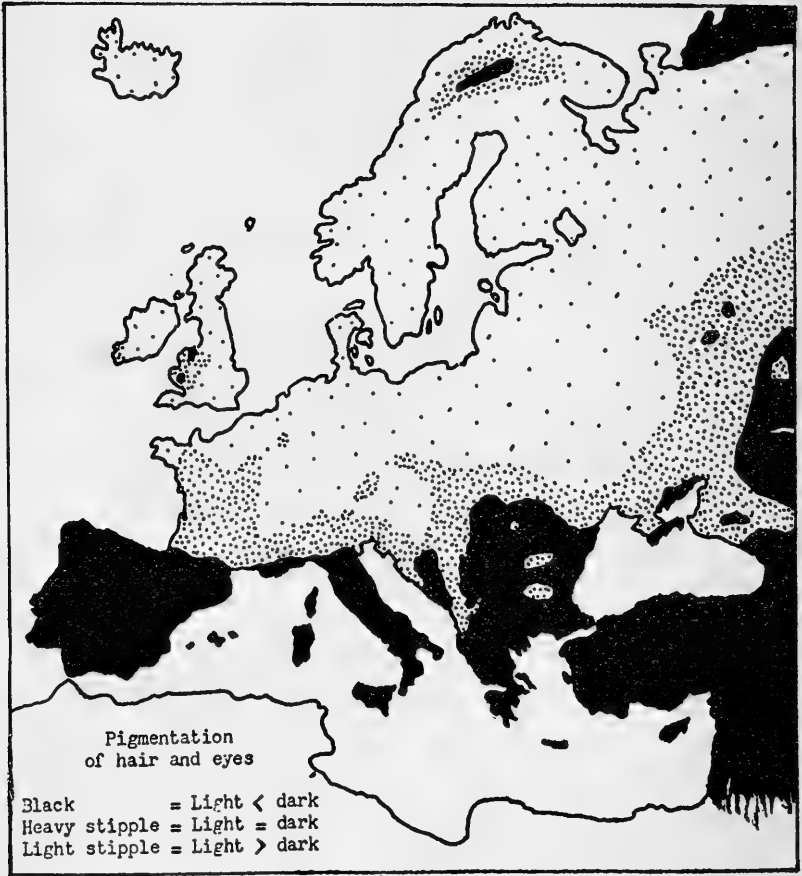 Pigmentation
of hair and eyes
Black = Light < dark
Heavy stipple = Light = dark
Light stipple = Light > dark